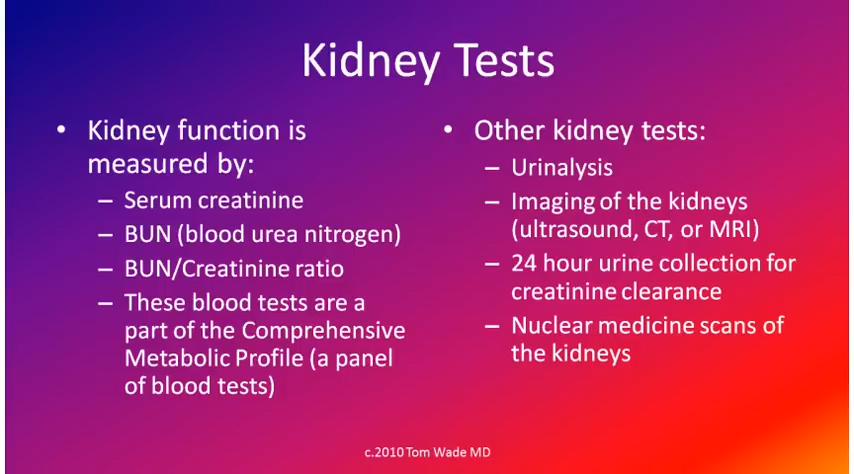 Kidney Tests
• Kidney function is
measured by:
– Serum creatinine
– BUN (blood urea nitrogen)
– BUN/Creatinine ratio
– These blood tests are a
part of the Comprehensive
Metabolic Profile (a panel
of blood tests)
• Other kidney tests:
– Urinalysis
– Imaging of the kidneys
(ultrasound, CT, or MRI)
– 24 hour urine collection for
creatinine clearance
– Nuclear medicine scans of
the kidneys
c.2010 Tom Wade MD